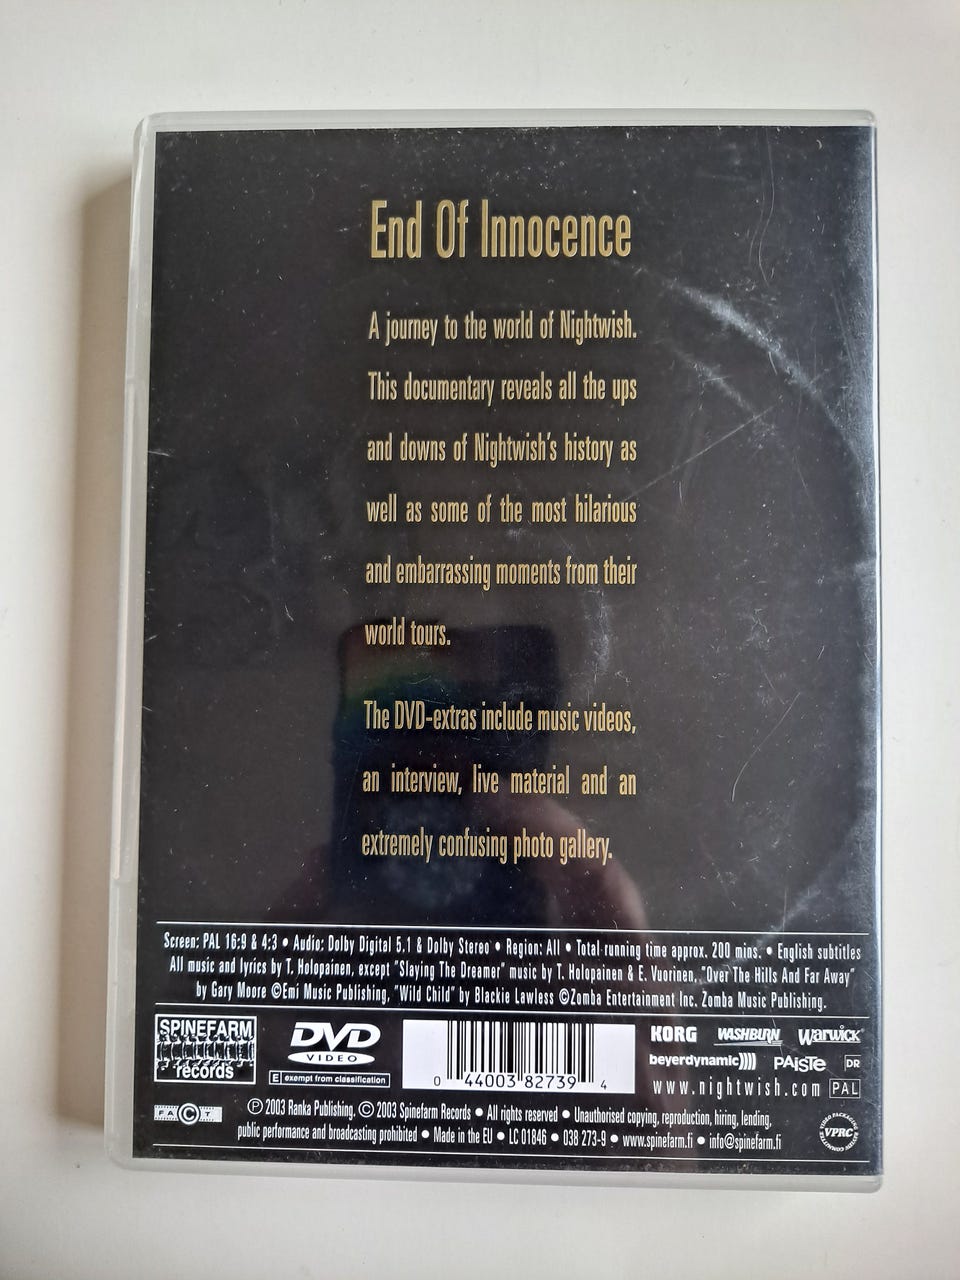 End Of Innocence
A journey to the world of Nightwish.
This documentary reveals all the ups
and downs of Nightwish's history as
well as some of the most hilarious
and embarrassing moments from their
world tours.
The DVD-extras include music videos,
an interview, live material and an
extremely confusing photo gallery.
Screen: PAL 16:9 & 4:3 • Audio: Dolby Digital 5.1 & Dolby Stereo • Region: All • Total running time approx. 200 mins. • English subtitles
All music and lyrics by T. Holopainen, except "Slaying The Dreamer" music by T. Holopainen & E. Vuorinen, "Over The Hills And Far Away"
by Gary Moore ©Emi Music Publishing, "Wild Child" by Blackie Lawless ©Zomba Entertainment Inc. Zomba Music Publishing.
SPINEFARM
records
DVD
VIDEO
E exempt from classification
0 44003 82739 4
KORG WASHBURN Warwick
beyerdynamic)))) PAiSTe DR
www.nightwish.com PAL
FACT
℗ 2003 Ranka Publishing. © 2003 Spinefarm Records • All rights reserved • Unauthorised copying, reproduction, hiring, lending,
public performance and broadcasting prohibited • Made in the EU • LC 01846 • 038 273-9 • www.spinefarm.fi • info@spinefarm.fi
VPRC